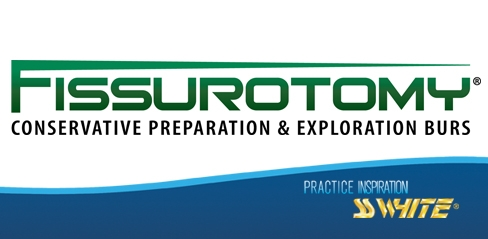 FISSUROTOMY®
CONSERVATIVE PREPARATION & EXPLORATION BURS
PRACTICE INSPIRATION
SS WHITE®